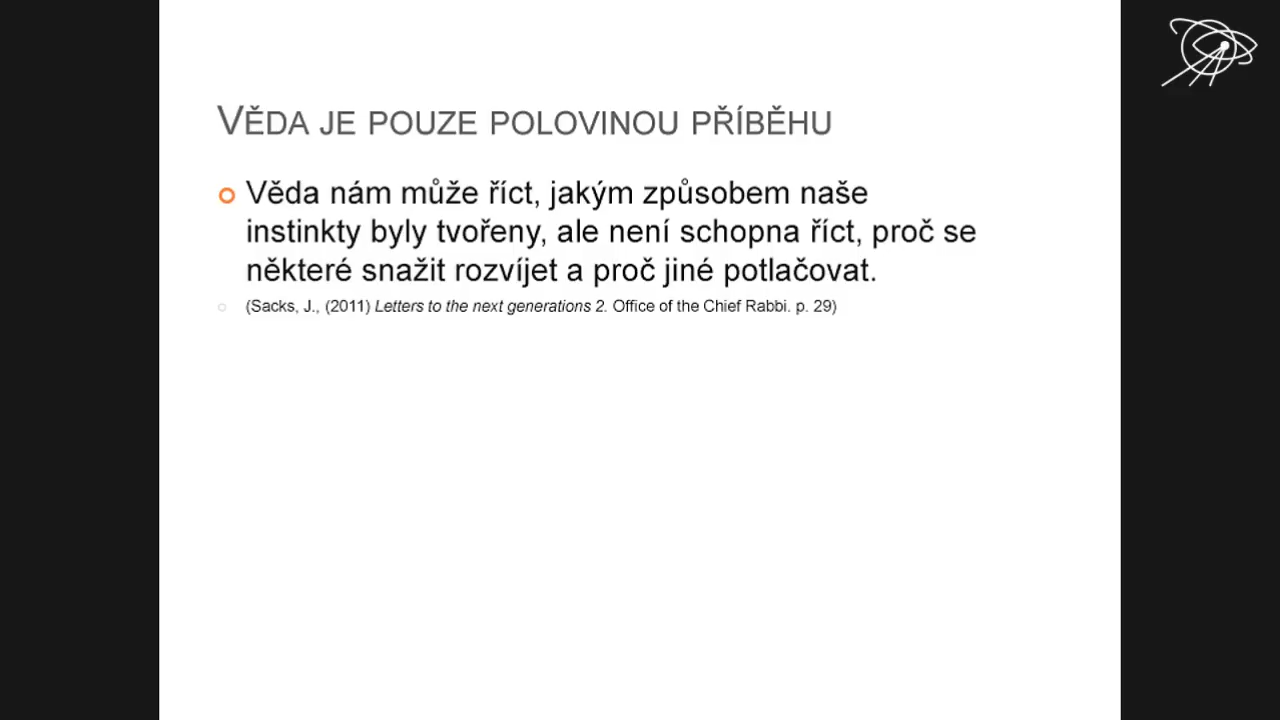 VĚDA JE POUZE POLOVINOU PŘÍBĚHU
Věda nám může říct, jakým způsobem naše
instinkty byly tvořeny, ale není schopna říct, proč se
některé snažit rozvíjet a proč jiné potlačovat.
(Sacks, J., (2011) Letters to the next generations 2. Office of the Chief Rabbi. p. 29)